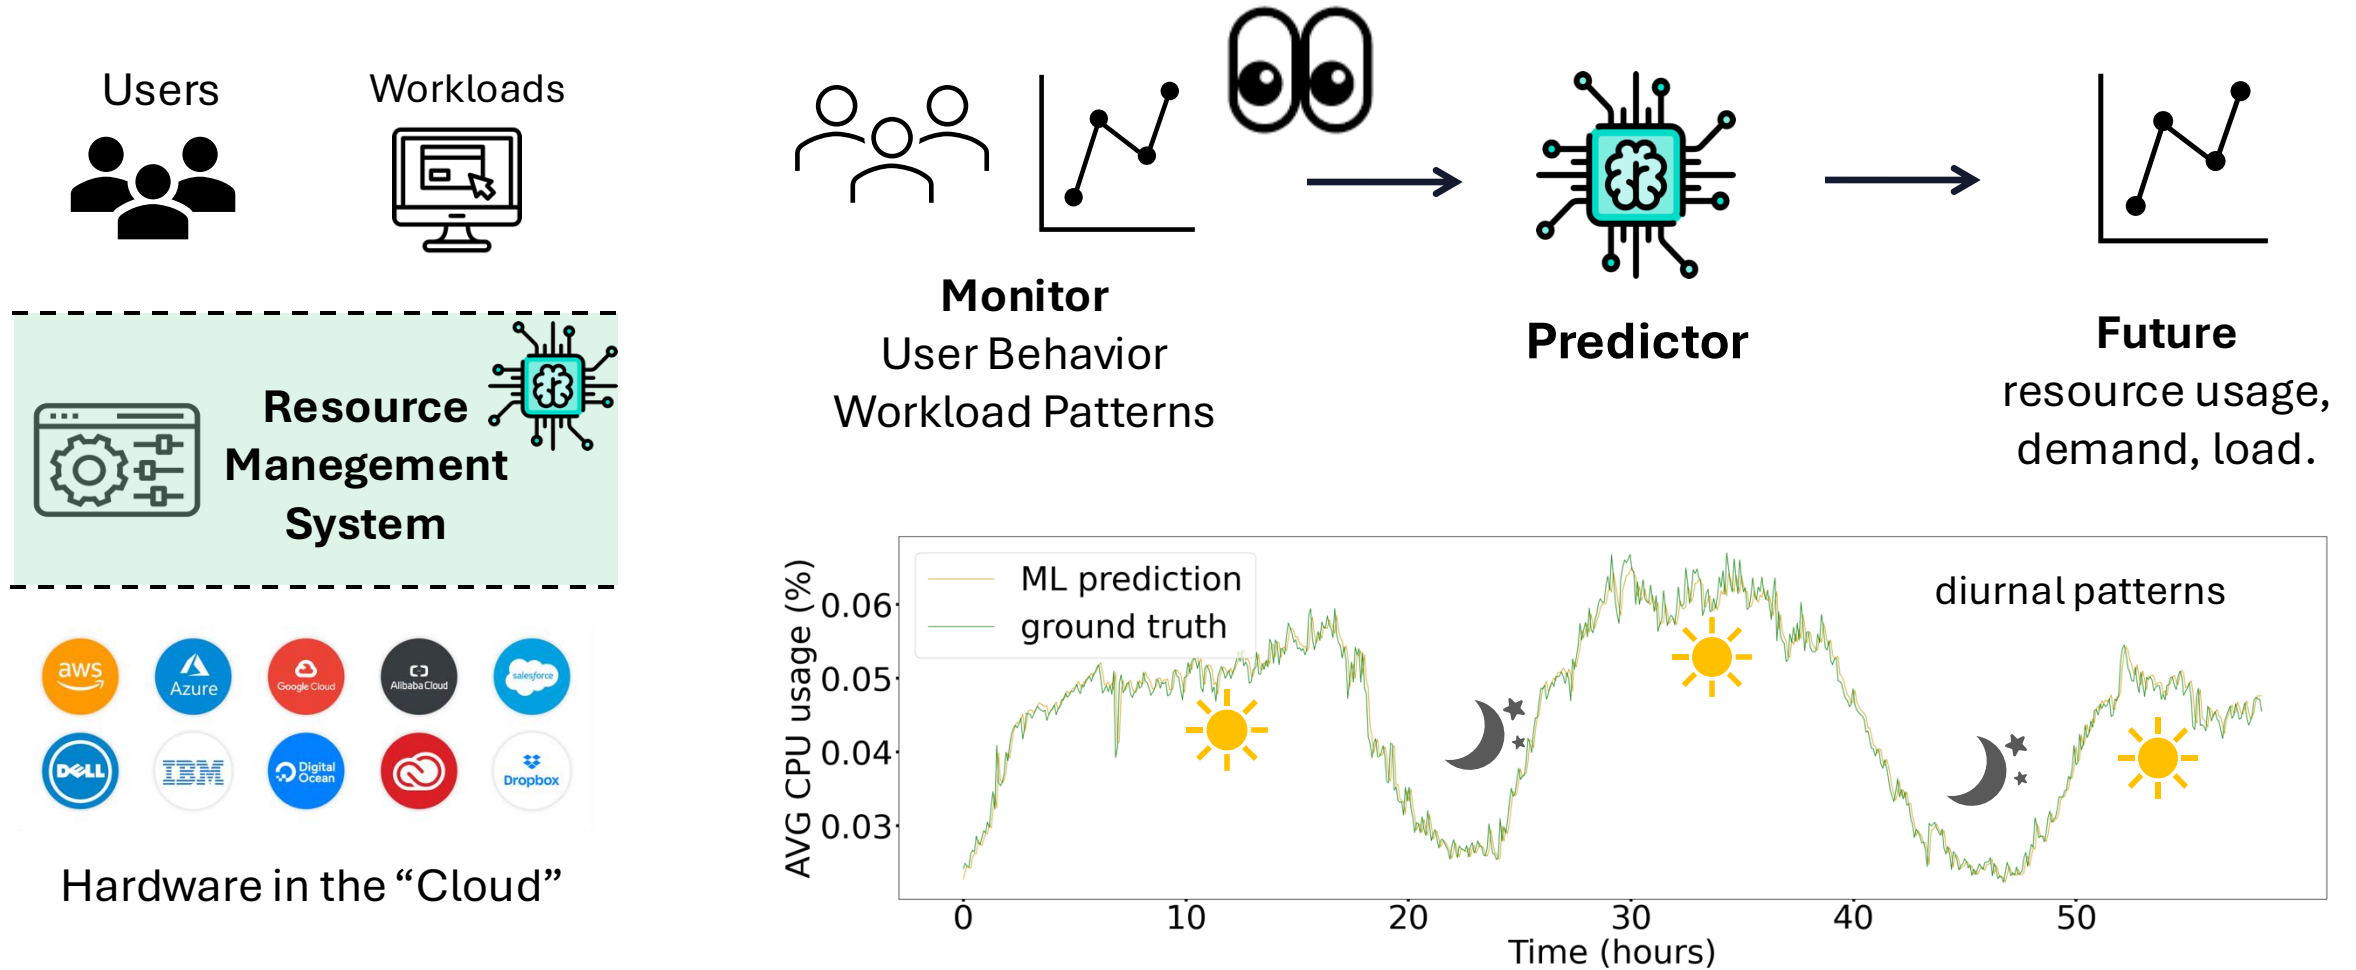 Users
Workloads
Resource
Manegement
System
aws
Azure
Google Cloud
Alibaba Cloud
salesforce
DELL
IBM
Digital
Ocean
Dropbox
Hardware in the “Cloud”
Monitor
User Behavior
Workload Patterns
Predictor
Future
resource usage,
demand, load.
ML prediction
ground truth
diurnal patterns
AVG CPU usage (%)
0.06
0.05
0.04
0.03
0 10 20 30 40 50
Time (hours)